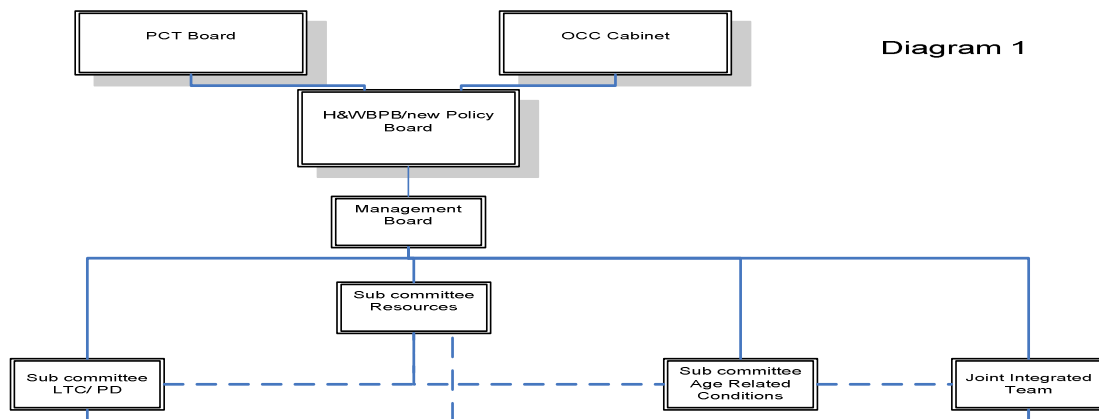 PCT Board
OCC Cabinet
Diagram 1
H&WBPB/new Policy
Board
Management
Board
Sub committee
Resources
Sub committee
LTC/ PD
Sub committee
Age Related
Conditions
Joint Integrated
Team